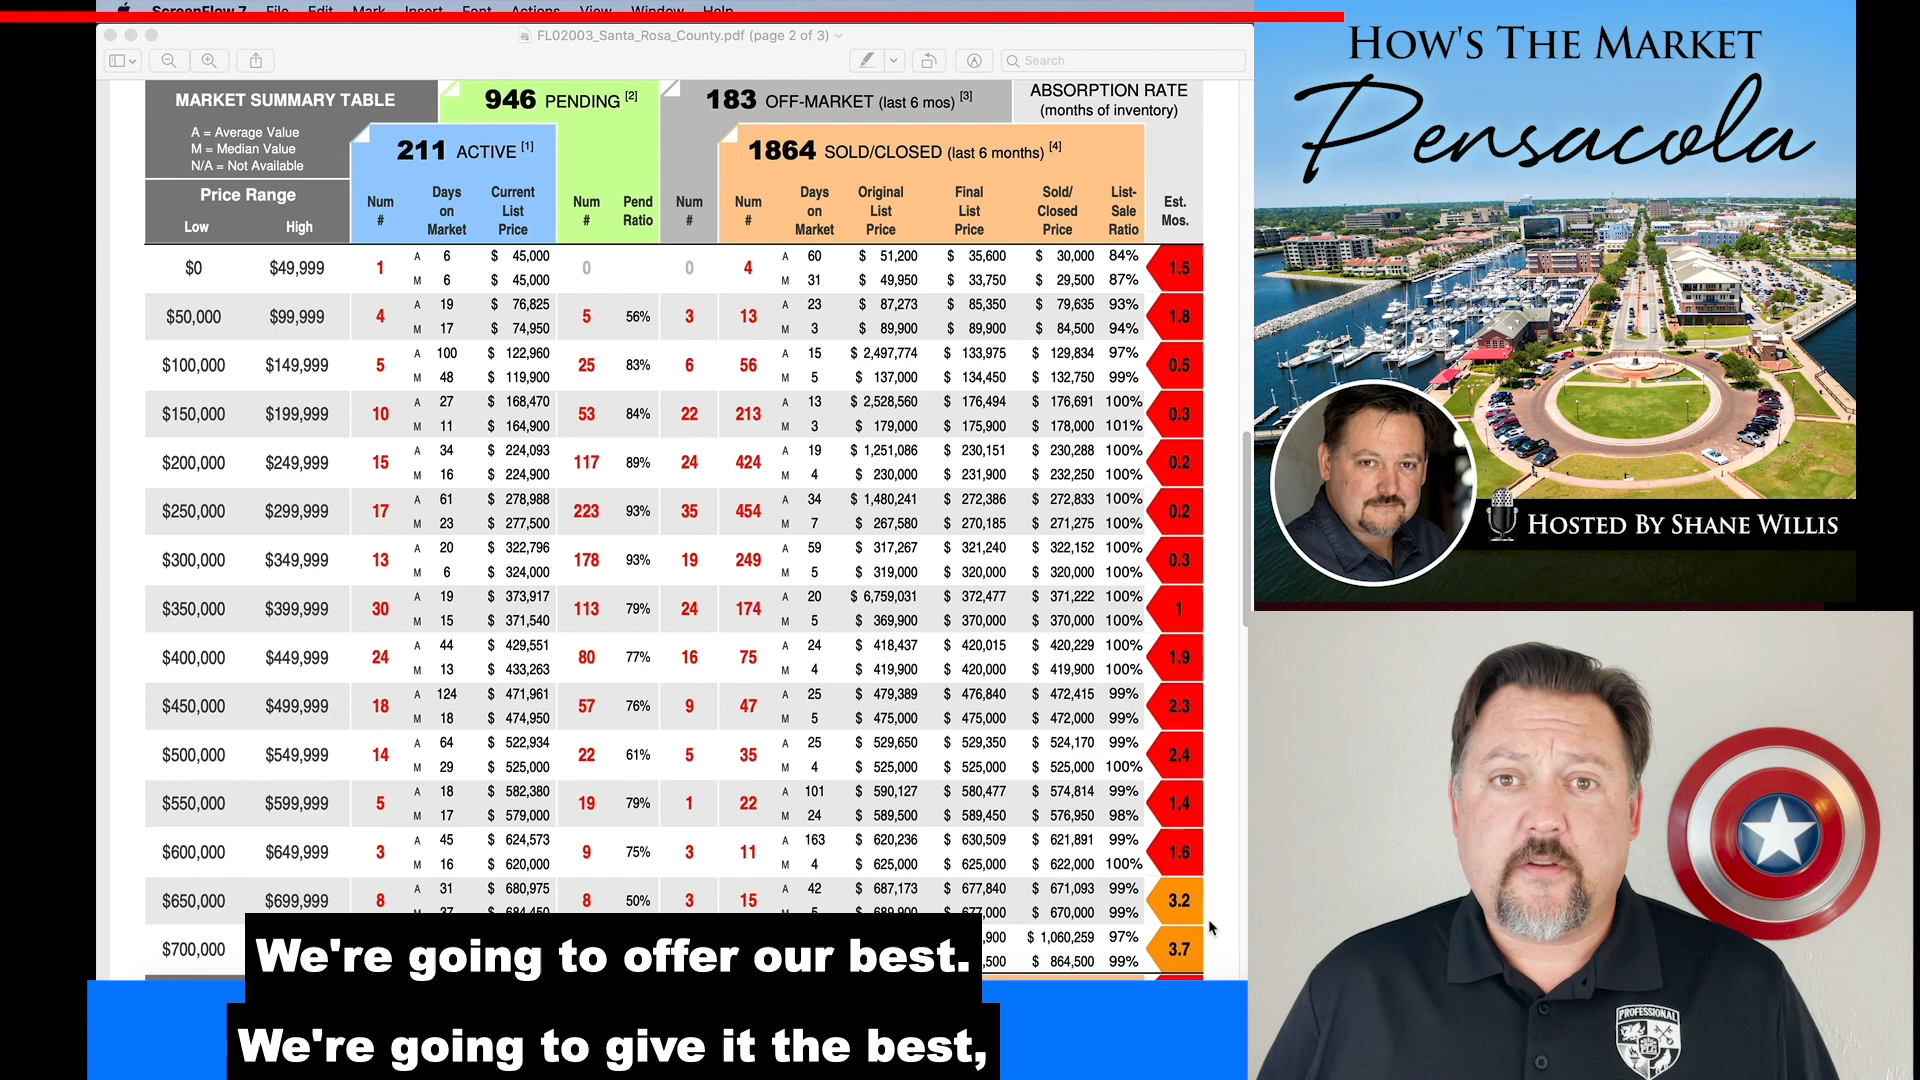 ScreenFlow 7 File Edit Mark Insert Font Actions View Window Help
FL02003_Santa_Rosa_County.pdf (page 2 of 3)
Search
MARKET SUMMARY TABLE
A = Average Value
M = Median Value
N/A = Not Available
946 PENDING [2]
183 OFF-MARKET (last 6 mos) [3]
ABSORPTION RATE
(months of inventory)
211 ACTIVE [1]
1864 SOLD/CLOSED (last 6 months) [4]
Price Range
Low High
Num # Days on Market Current List Price Num # Pend Ratio Num # Num # Days on Market Original List Price Final List Price Sold/ Closed Price List- Sale Ratio Est. Mos.
$0 $49,999 1 A 6 $ 45,000 0 0 4 A 60 $ 51,200 $ 35,600 $ 30,000 84% 1.5
M 6 $ 45,000 M 31 $ 49,950 $ 33,750 $ 29,500 87%
$50,000 $99,999 4 A 19 $ 76,825 5 56% 3 13 A 23 $ 87,273 $ 85,350 $ 79,635 93% 1.8
M 17 $ 74,950 M 3 $ 89,900 $ 89,900 $ 84,500 94%
$100,000 $149,999 5 A 100 $ 122,960 25 83% 6 56 A 15 $ 2,497,774 $ 133,975 $ 129,834 97% 0.5
M 48 $ 119,900 M 5 $ 137,000 $ 134,450 $ 132,750 99%
$150,000 $199,999 10 A 27 $ 168,470 53 84% 22 213 A 13 $ 2,528,560 $ 176,494 $ 176,691 100% 0.3
M 11 $ 164,900 M 3 $ 179,000 $ 175,900 $ 178,000 101%
$200,000 $249,999 15 A 34 $ 224,093 117 89% 24 424 A 19 $ 1,251,086 $ 230,151 $ 230,288 100% 0.2
M 16 $ 224,900 M 4 $ 230,000 $ 231,900 $ 232,250 100%
$250,000 $299,999 17 A 61 $ 278,988 223 93% 35 454 A 34 $ 1,480,241 $ 272,386 $ 272,833 100% 0.2
M 23 $ 277,500 M 7 $ 267,580 $ 270,185 $ 271,275 100%
$300,000 $349,999 13 A 20 $ 322,796 178 93% 19 249 A 59 $ 317,267 $ 321,240 $ 322,152 100% 0.3
M 6 $ 324,000 M 5 $ 319,000 $ 320,000 $ 320,000 100%
$350,000 $399,999 30 A 19 $ 373,917 113 79% 24 174 A 20 $ 6,759,031 $ 372,477 $ 371,222 100% 1
M 15 $ 371,540 M 5 $ 369,900 $ 370,000 $ 370,000 100%
$400,000 $449,999 24 A 44 $ 429,551 80 77% 16 75 A 24 $ 418,437 $ 420,015 $ 420,229 100% 1.9
M 13 $ 433,263 M 4 $ 419,900 $ 420,000 $ 419,900 100%
$450,000 $499,999 18 A 124 $ 471,961 57 76% 9 47 A 25 $ 479,389 $ 476,840 $ 472,415 99% 2.3
M 18 $ 474,950 M 5 $ 475,000 $ 475,000 $ 472,000 99%
$500,000 $549,999 14 A 64 $ 522,934 22 61% 5 35 A 25 $ 529,650 $ 529,350 $ 524,170 99% 2.4
M 29 $ 525,000 M 4 $ 525,000 $ 525,000 $ 525,000 100%
$550,000 $599,999 5 A 18 $ 582,380 19 79% 1 22 A 101 $ 590,127 $ 580,477 $ 574,814 99% 1.4
M 17 $ 579,000 M 24 $ 589,500 $ 589,450 $ 576,950 98%
$600,000 $649,999 3 A 45 $ 624,573 9 75% 3 11 A 163 $ 620,236 $ 630,509 $ 621,891 99% 1.6
M 16 $ 620,000 M 4 $ 625,000 $ 625,000 $ 622,000 100%
$650,000 $699,999 8 A 31 $ 680,975 8 50% 3 15 A 42 $ 687,173 $ 677,840 $ 671,093 99% 3.2
37 $ 684,450 5 $ 689,900 $ 677,000 $ 670,000 99%
$700,000 ,900 $ 1,060,259 97% 3.7
,500 $ 864,500 99%
We're going to offer our best.
We're going to give it the best,
HOW'S THE MARKET
Pensacola
HOSTED BY SHANE WILLIS
PROFESSIONAL